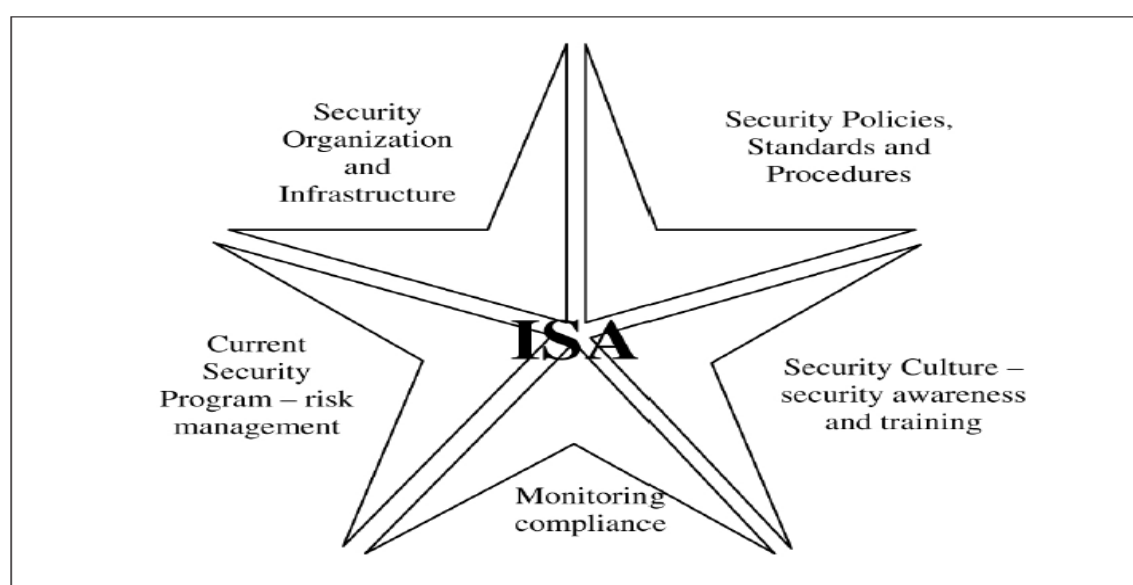 Security
Organization
and
Infrastructure
Security Policies,
Standards and
Procedures
ISA
Current
Security
Program – risk
management
Security Culture –
security awareness
and training
Monitoring
compliance